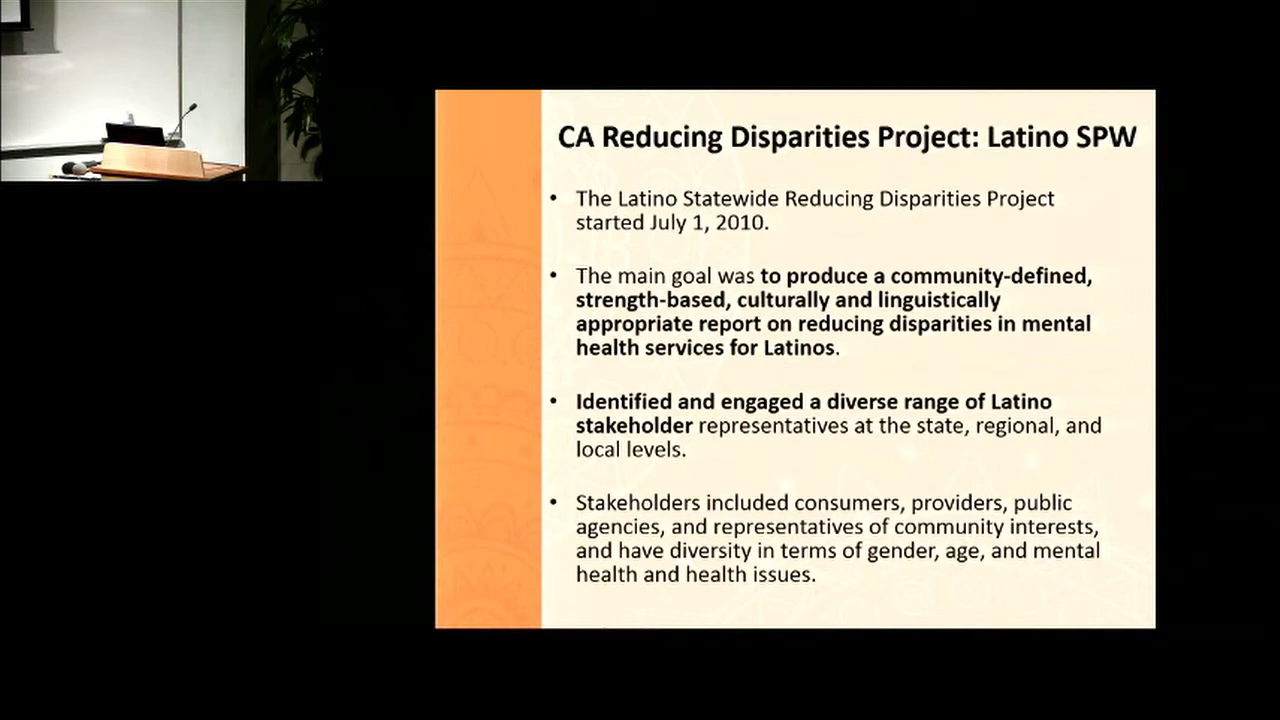 CA Reducing Disparities Project: Latino SPW
• The Latino Statewide Reducing Disparities Project
started July 1, 2010.
• The main goal was to produce a community-defined,
strength-based, culturally and linguistically
appropriate report on reducing disparities in mental
health services for Latinos.
• Identified and engaged a diverse range of Latino
stakeholder representatives at the state, regional, and
local levels.
• Stakeholders included consumers, providers, public
agencies, and representatives of community interests,
and have diversity in terms of gender, age, and mental
health and health issues.